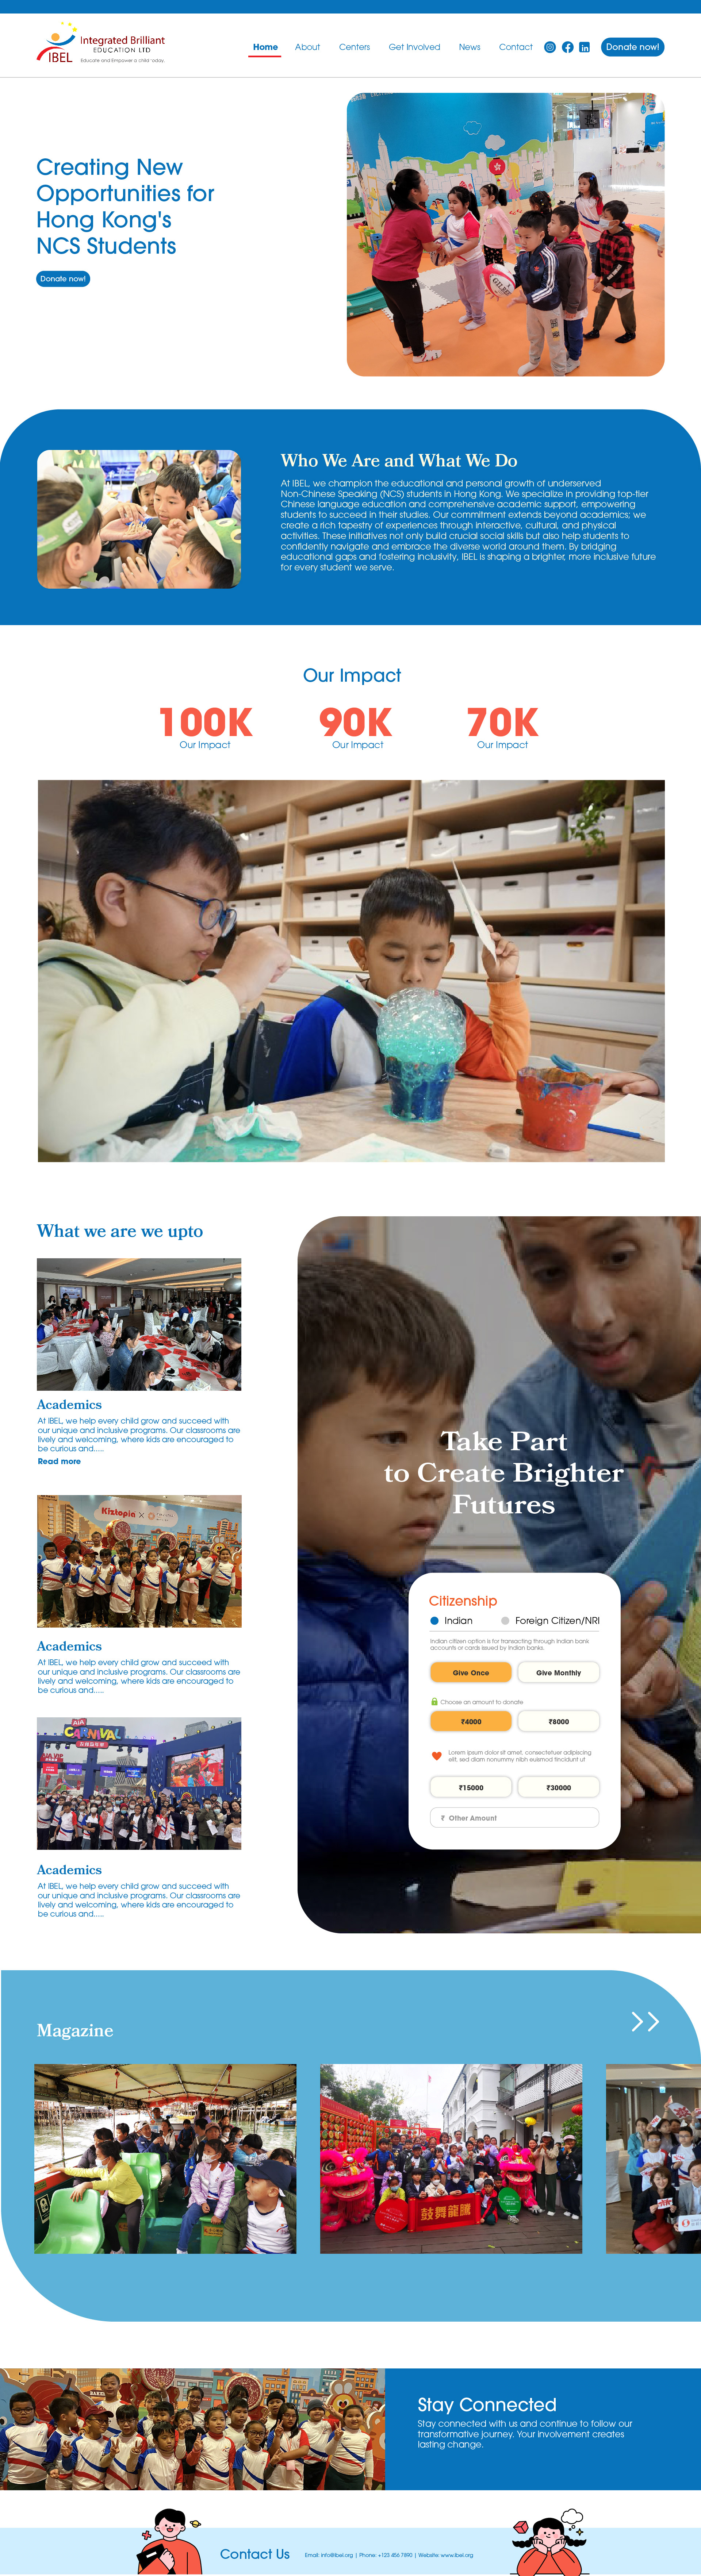 Integrated Brilliant
EDUCATION LTD
IBEL
Educate and Empower a child today.
Home
About
Centers
Get Involved
News
Contact
Donate now!
Creating New
Opportunities for
Hong Kong's
NCS Students
Donate now!
GILBERT
Who We Are and What We Do
At IBEL, we champion the educational and personal growth of underserved
Non-Chinese Speaking (NCS) students in Hong Kong. We specialize in providing top-tier
Chinese language education and comprehensive academic support, empowering
students to succeed in their studies. Our commitment extends beyond academics; we
create a rich tapestry of experiences through interactive, cultural, and physical
activities. These initiatives not only build crucial social skills but also help students to
confidently navigate and embrace the diverse world around them. By bridging
educational gaps and fostering inclusivity, IBEL is shaping a brighter, more inclusive future
for every student we serve.
Our Impact
100K
Our Impact
90K
Our Impact
70K
Our Impact
What we are we upto
Academics
At IBEL, we help every child grow and succeed with
our unique and inclusive programs. Our classrooms are
lively and welcoming, where kids are encouraged to
be curious and.....
Read more
Kiztopia
Academics
At IBEL, we help every child grow and succeed with
our unique and inclusive programs. Our classrooms are
lively and welcoming, where kids are encouraged to
be curious and.....
AIA
CARNIVAL
Academics
At IBEL, we help every child grow and succeed with
our unique and inclusive programs. Our classrooms are
lively and welcoming, where kids are encouraged to
be curious and.....
Take Part
to Create Brighter
Futures
Citizenship
Indian
Foreign Citizen/NRI
Indian citizen option is for transacting through Indian bank
accounts or cards issued by Indian banks.
Give Once
Give Monthly
Choose an amount to donate
₹4000
₹8000
Lorem ipsum dolor sit amet, consectetuer adipiscing
elit, sed diam nonummy nibh euismod tincidunt ut
₹15000
₹30000
₹ Other Amount
Magazine
鼓舞龍騰
Stay Connected
Stay connected with us and continue to follow our
transformative journey. Your involvement creates
lasting change.
Contact Us
Email: info@ibel.org | Phone: +123 456 7890 | Website: www.ibel.org